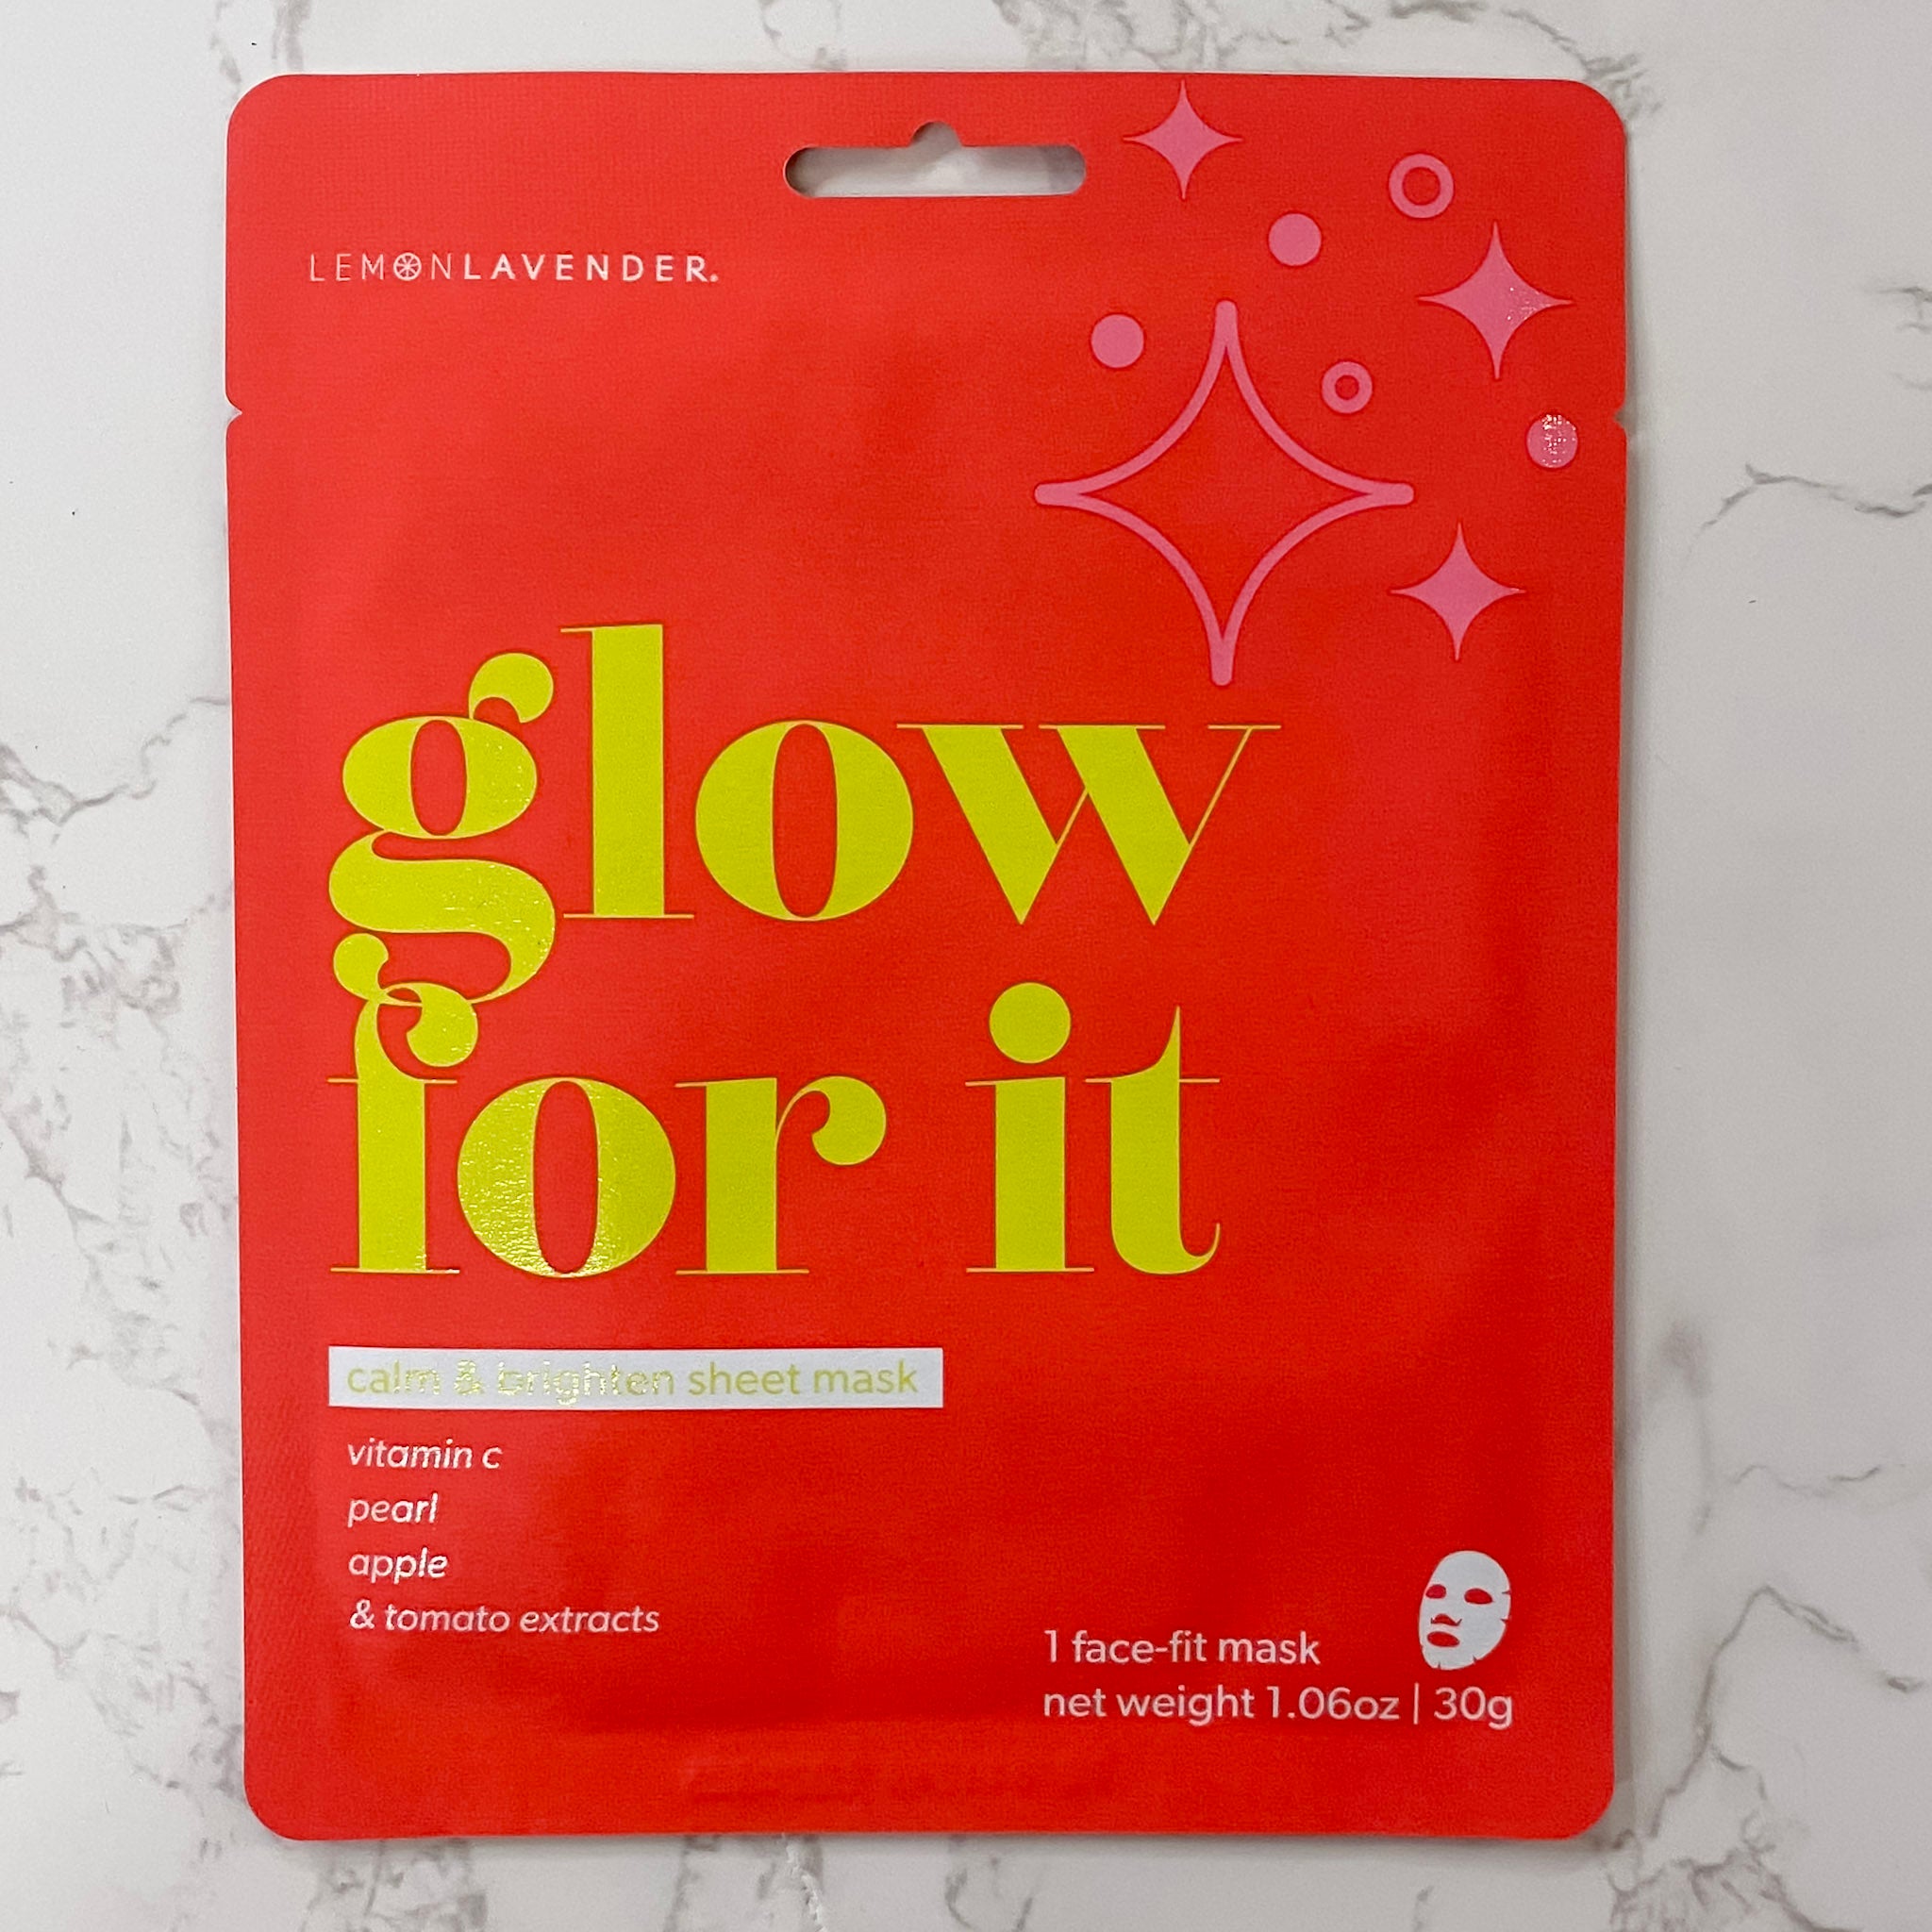 LEMONLAVENDER.
glow
for it
calm & brighten sheet mask
vitamin c
pearl
apple
& tomato extracts
1 face-fit mask
net weight 1.06oz | 30g